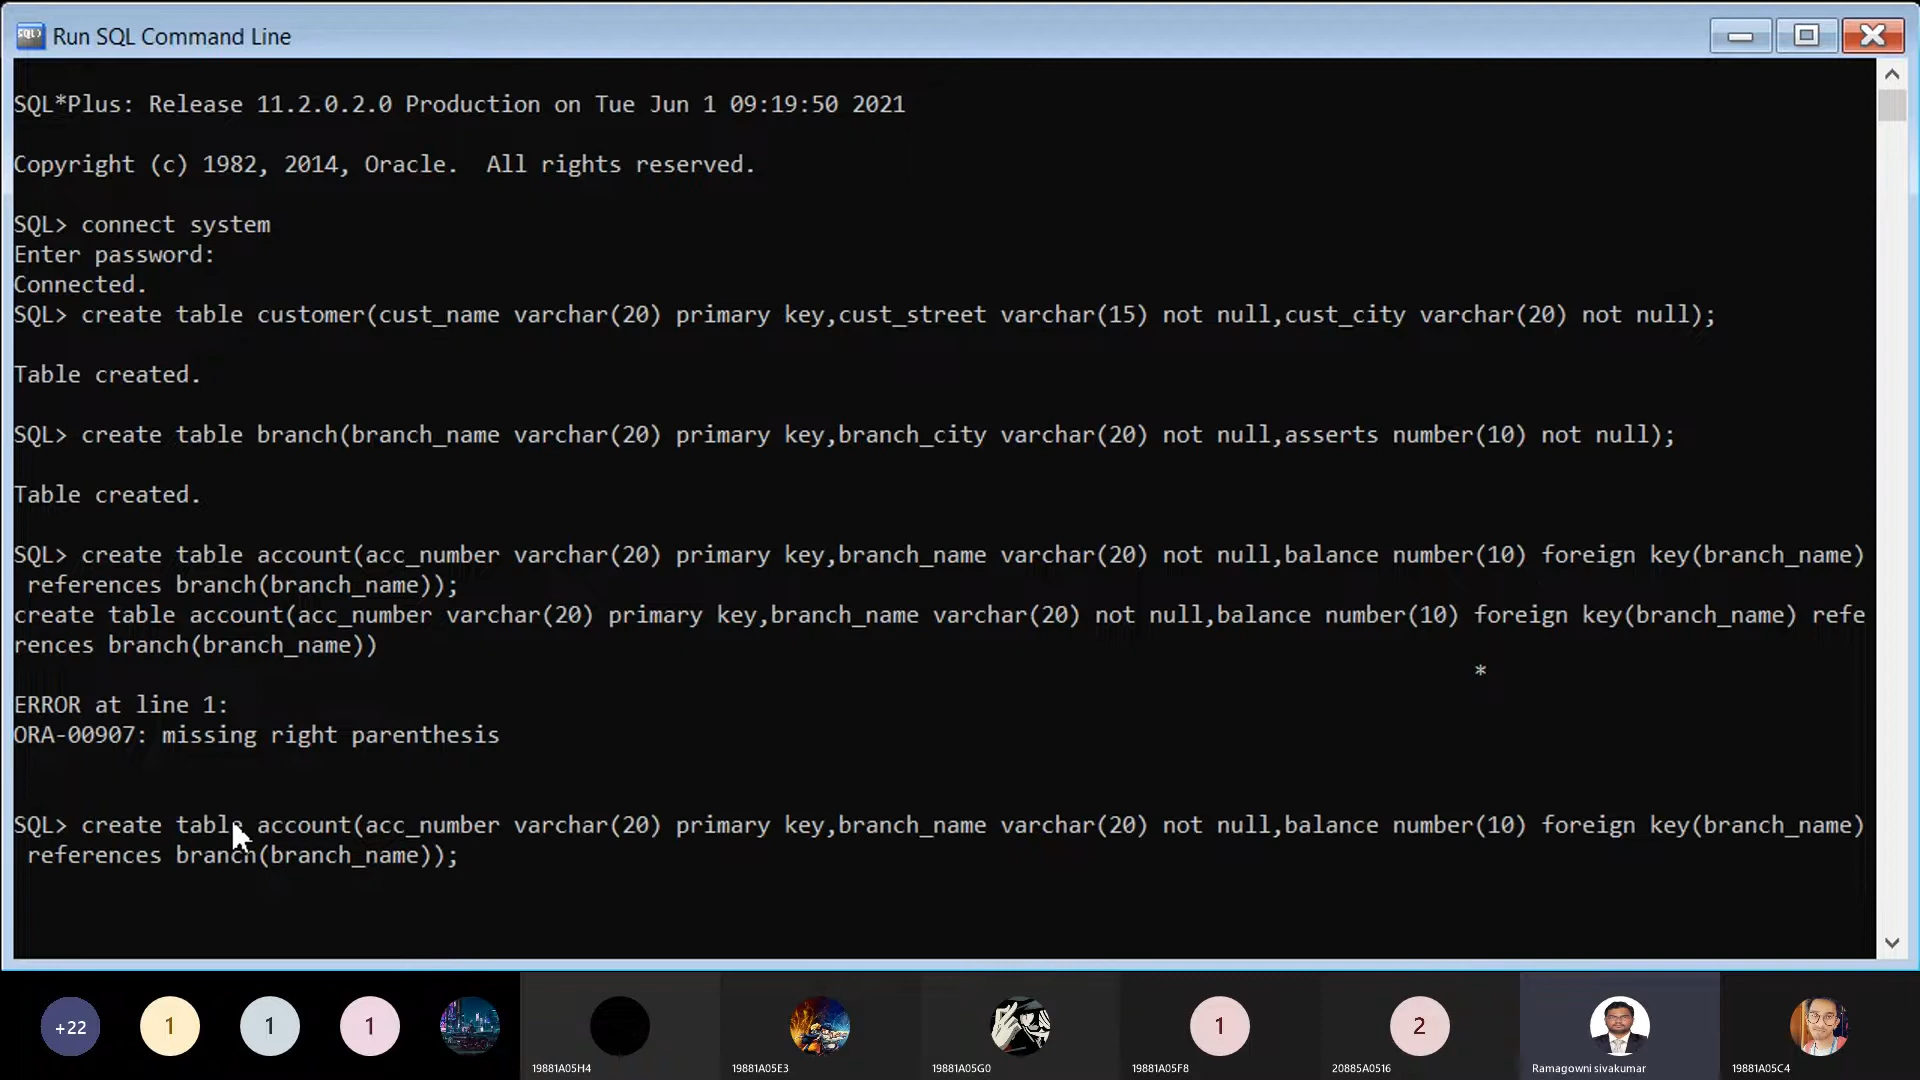 Run SQL Command Line
SQL*Plus: Release 11.2.0.2.0 Production on Tue Jun 1 09:19:50 2021
Copyright (c) 1982, 2014, Oracle.  All rights reserved.
SQL> connect system
Enter password:
Connected.
SQL> create table customer(cust_name varchar(20) primary key,cust_street varchar(15) not null,cust_city varchar(20) not null);
Table created.
SQL> create table branch(branch_name varchar(20) primary key,branch_city varchar(20) not null,asserts number(10) not null);
Table created.
SQL> create table account(acc_number varchar(20) primary key,branch_name varchar(20) not null,balance number(10) foreign key(branch_name)
references branch(branch_name));
create table account(acc_number varchar(20) primary key,branch_name varchar(20) not null,balance number(10) foreign key(branch_name) refe
rences branch(branch_name))
*
ERROR at line 1:
ORA-00907: missing right parenthesis
SQL> create table account(acc_number varchar(20) primary key,branch_name varchar(20) not null,balance number(10) foreign key(branch_name)
references branch(branch_name));
+22
1
1
1
1
2
19881A05H4
19881A05E3
19881A05G0
19881A05F8
20885A0516
Ramagowni sivakumar
19881A05C4